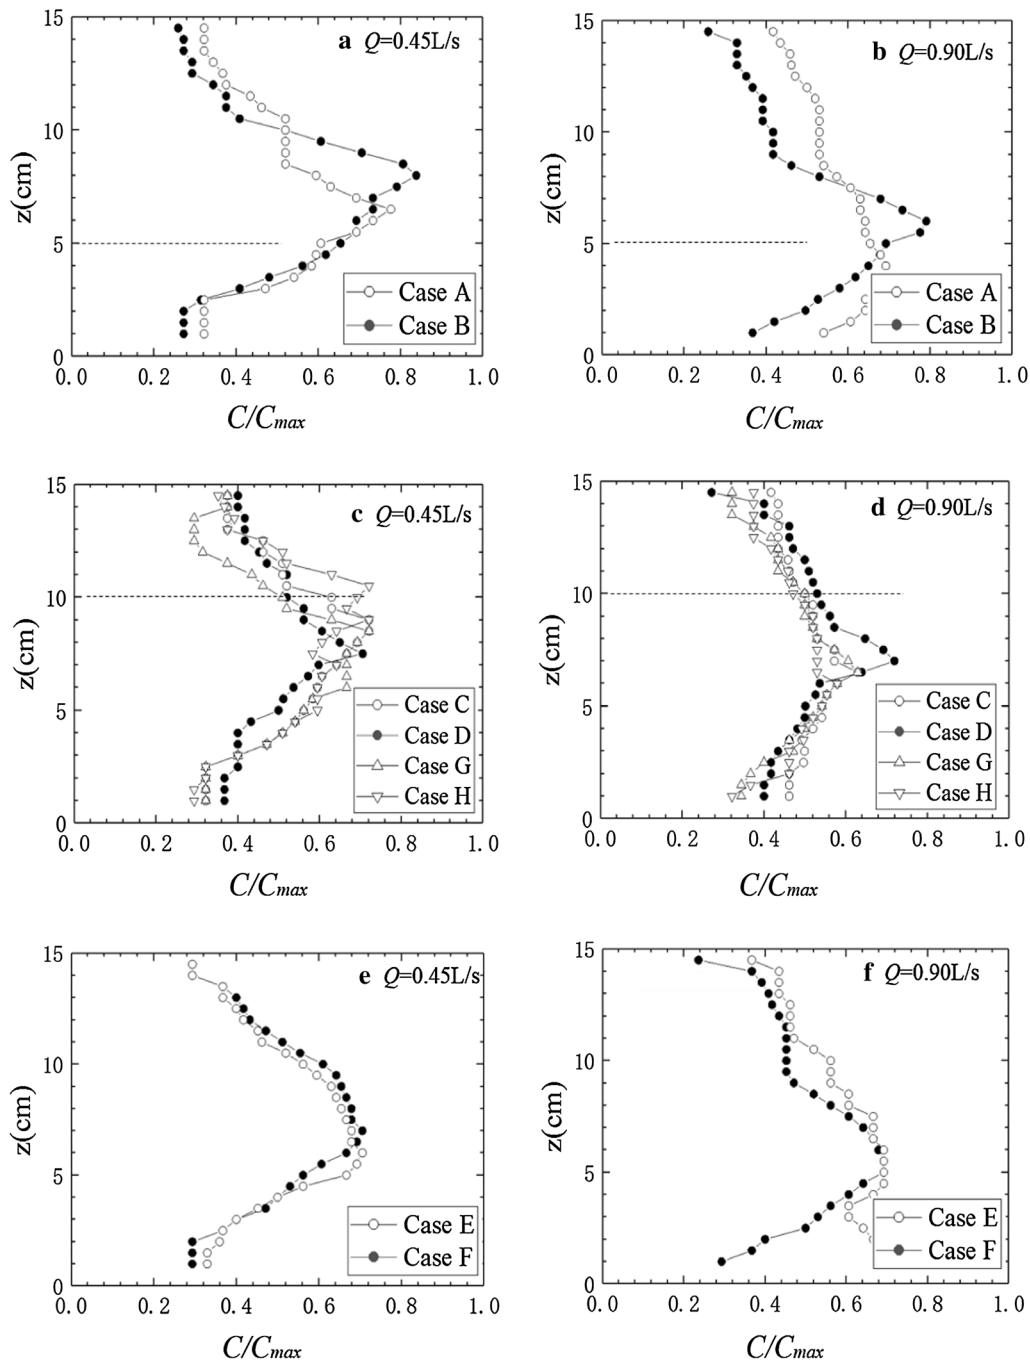 a Q=0.45L/s
15
10
5
0
z(cm)
Case A
Case B
0.0 0.2 0.4 0.6 0.8 1.0
C/Cmax
b Q=0.90L/s
15
10
5
0
z(cm)
Case A
Case B
0.0 0.2 0.4 0.6 0.8 1.0
C/Cmax
c Q=0.45L/s
15
10
5
0
z(cm)
Case C
Case D
Case G
Case H
0.0 0.2 0.4 0.6 0.8 1.0
C/Cmax
d Q=0.90L/s
15
10
5
0
z(cm)
Case C
Case D
Case G
Case H
0.0 0.2 0.4 0.6 0.8 1.0
C/Cmax
e Q=0.45L/s
15
10
5
0
z(cm)
Case E
Case F
0.0 0.2 0.4 0.6 0.8 1.0
C/Cmax
f Q=0.90L/s
15
10
5
0
z(cm)
Case E
Case F
0.0 0.2 0.4 0.6 0.8 1.0
C/Cmax